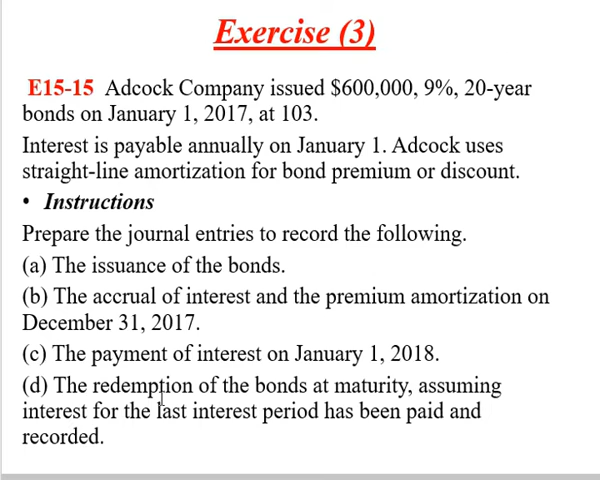 Exercise (3)
E15-15 Adcock Company issued $600,000, 9%, 20-year
bonds on January 1, 2017, at 103.
Interest is payable annually on January 1. Adcock uses
straight-line amortization for bond premium or discount.
• Instructions
Prepare the journal entries to record the following.
(a) The issuance of the bonds.
(b) The accrual of interest and the premium amortization on
December 31, 2017.
(c) The payment of interest on January 1, 2018.
(d) The redemption of the bonds at maturity, assuming
interest for the last interest period has been paid and
recorded.